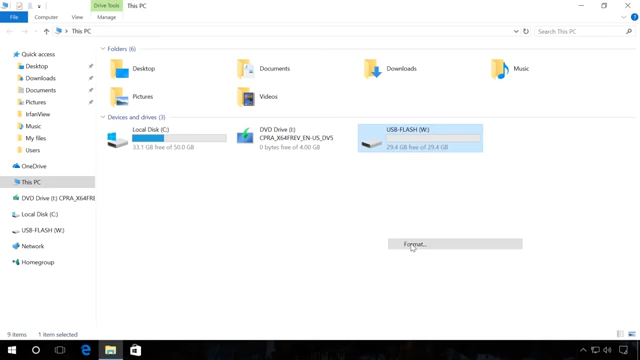 Drive Tools
This PC
File
Computer
View
Manage
This PC
Search This PC
Quick access
Desktop
Downloads
Documents
Pictures
IrfanView
Music
My files
Users
OneDrive
This PC
DVD Drive (I:) CPRA_X64FRE
Local Disk (C:)
USB-FLASH (W:)
Network
Homegroup
Folders (6)
Desktop
Documents
Downloads
Music
Pictures
Videos
Devices and drives (3)
Local Disk (C:)
33.1 GB free of 50.0 GB
DVD Drive (I:)
CPRA_X64FREV_EN-US_DV5
0 bytes free of 4.00 GB
USB-FLASH (W:)
29.4 GB free of 29.4 GB
Format...
9 items
1 item selected